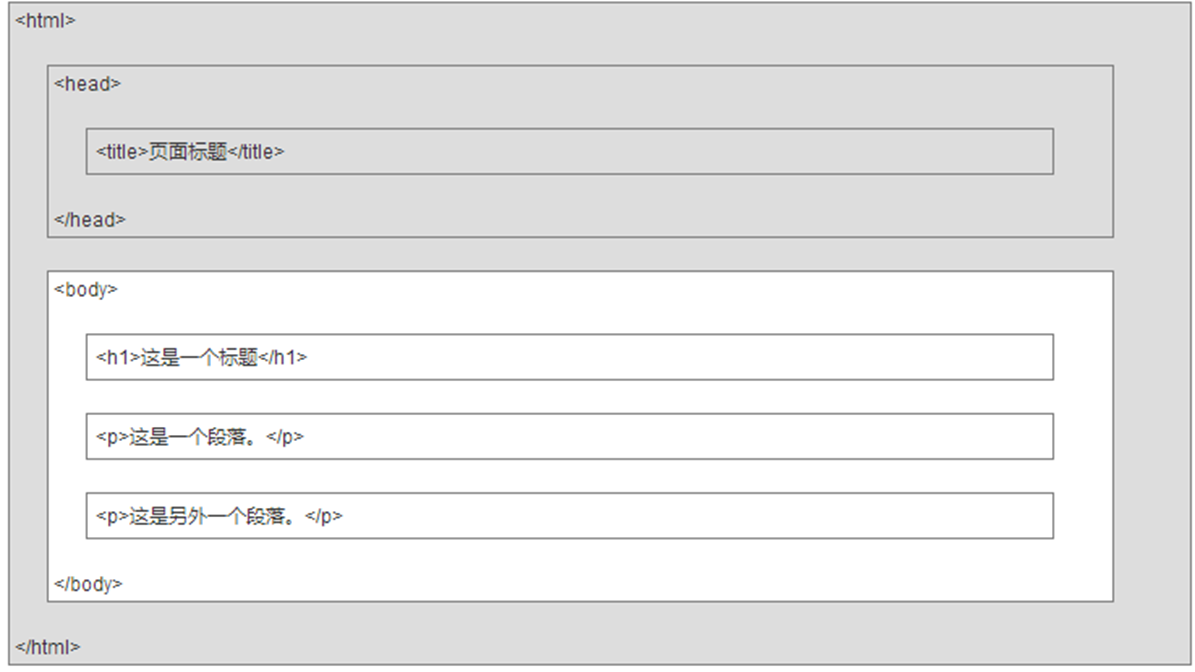 <html>
<head>
<title>页面标题</title>
</head>
<body>
<h1>这是一个标题</h1>
<p>这是一个段落。</p>
<p>这是另外一个段落。</p>
</body>
</html>